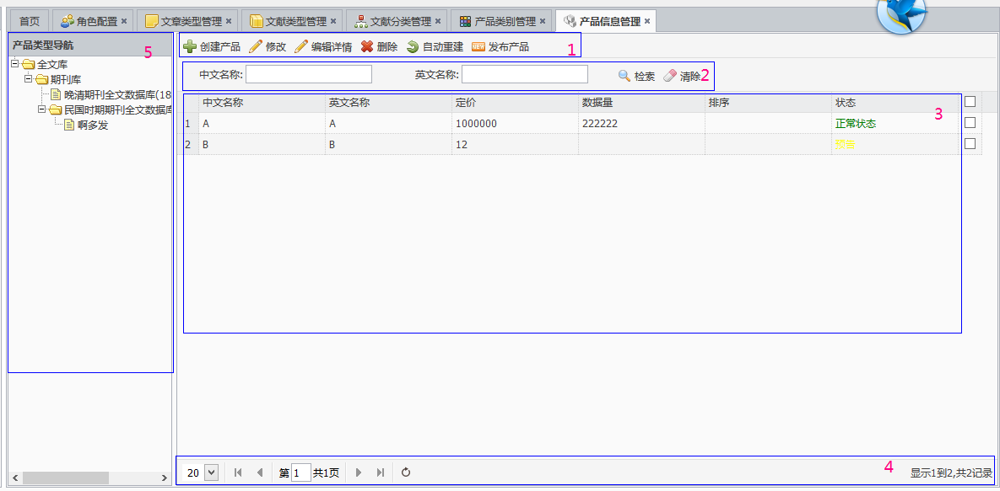 首页 角色配置 文章类型管理 文献类型管理 文献分类管理 产品类别管理 产品信息管理
产品类型导航 5
全文库
期刊库
晚清期刊全文数据库(18
民国时期期刊全文数据库
啊多发
创建产品 修改 编辑详情 删除 自动重建 NEW 发布产品 1
中文名称: 英文名称: 检索 清除 2
中文名称 英文名称 定价 数据量 排序 状态
3
1 A A 1000000 222222 正常状态
2 B B 12 预告
20 第 1 共1页 4 显示1到2,共2记录